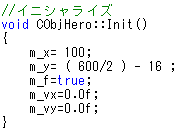 //イニシャライズ
void CObjHero::Init()
{
    m_x= 100;
    m_y= ( 600/2 ) - 16 ;
    m_f=true;
    m_vx=0.0f;
    m_vy=0.0f;
}